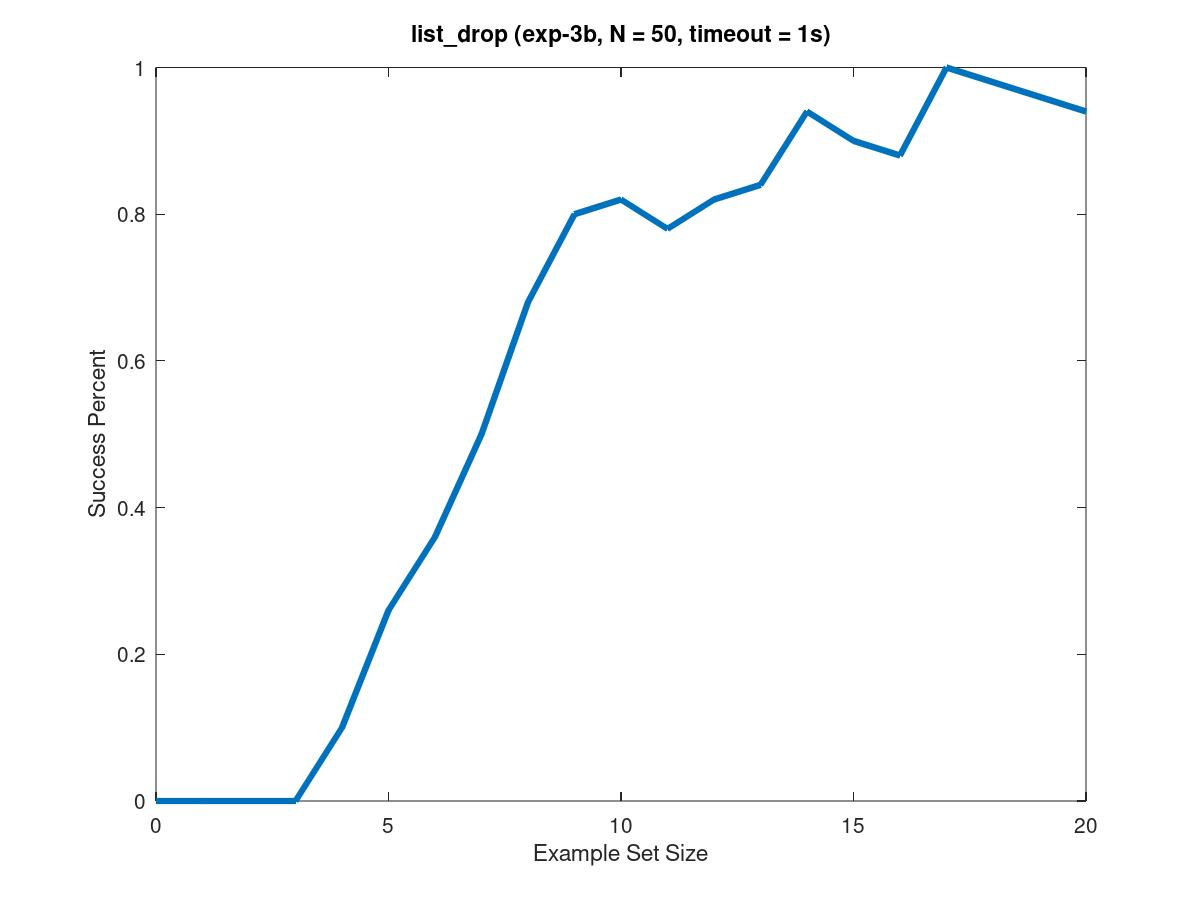 list_drop (exp-3b, N = 50, timeout = 1s)
1
0.8
0.6
0.4
0.2
0
Success Percent
0 5 10 15 20
Example Set Size